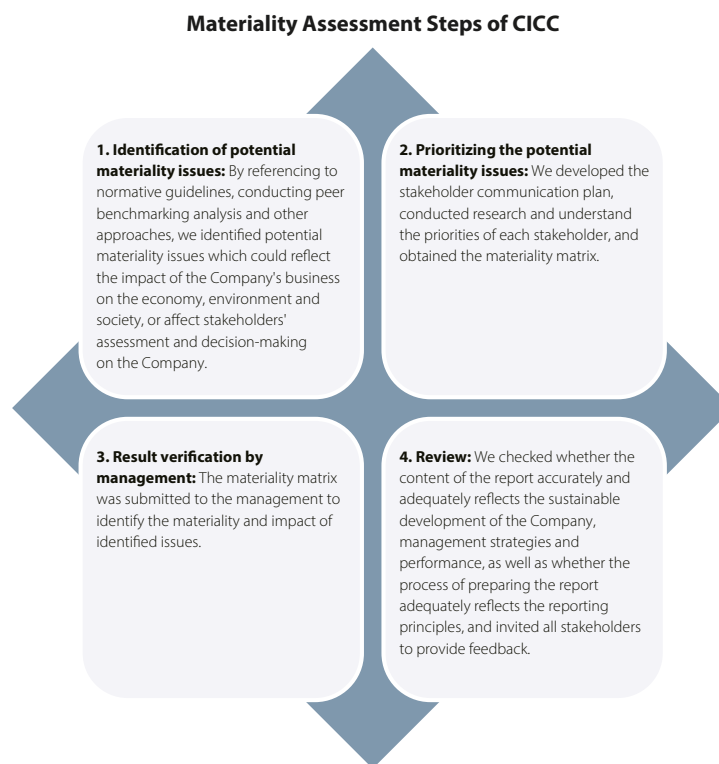 Materiality Assessment Steps of CICC
1. Identification of potential
materiality issues: By referencing to
normative guidelines, conducting peer
benchmarking analysis and other
approaches, we identified potential
materiality issues which could reflect
the impact of the Company's business
on the economy, environment and
society, or affect stakeholders'
assessment and decision-making
on the Company.
2. Prioritizing the potential
materiality issues: We developed the
stakeholder communication plan,
conducted research and understand
the priorities of each stakeholder, and
obtained the materiality matrix.
3. Result verification by
management: The materiality matrix
was submitted to the management to
identify the materiality and impact of
identified issues.
4. Review: We checked whether the
content of the report accurately and
adequately reflects the sustainable
development of the Company,
management strategies and
performance, as well as whether the
process of preparing the report
adequately reflects the reporting
principles, and invited all stakeholders
to provide feedback.